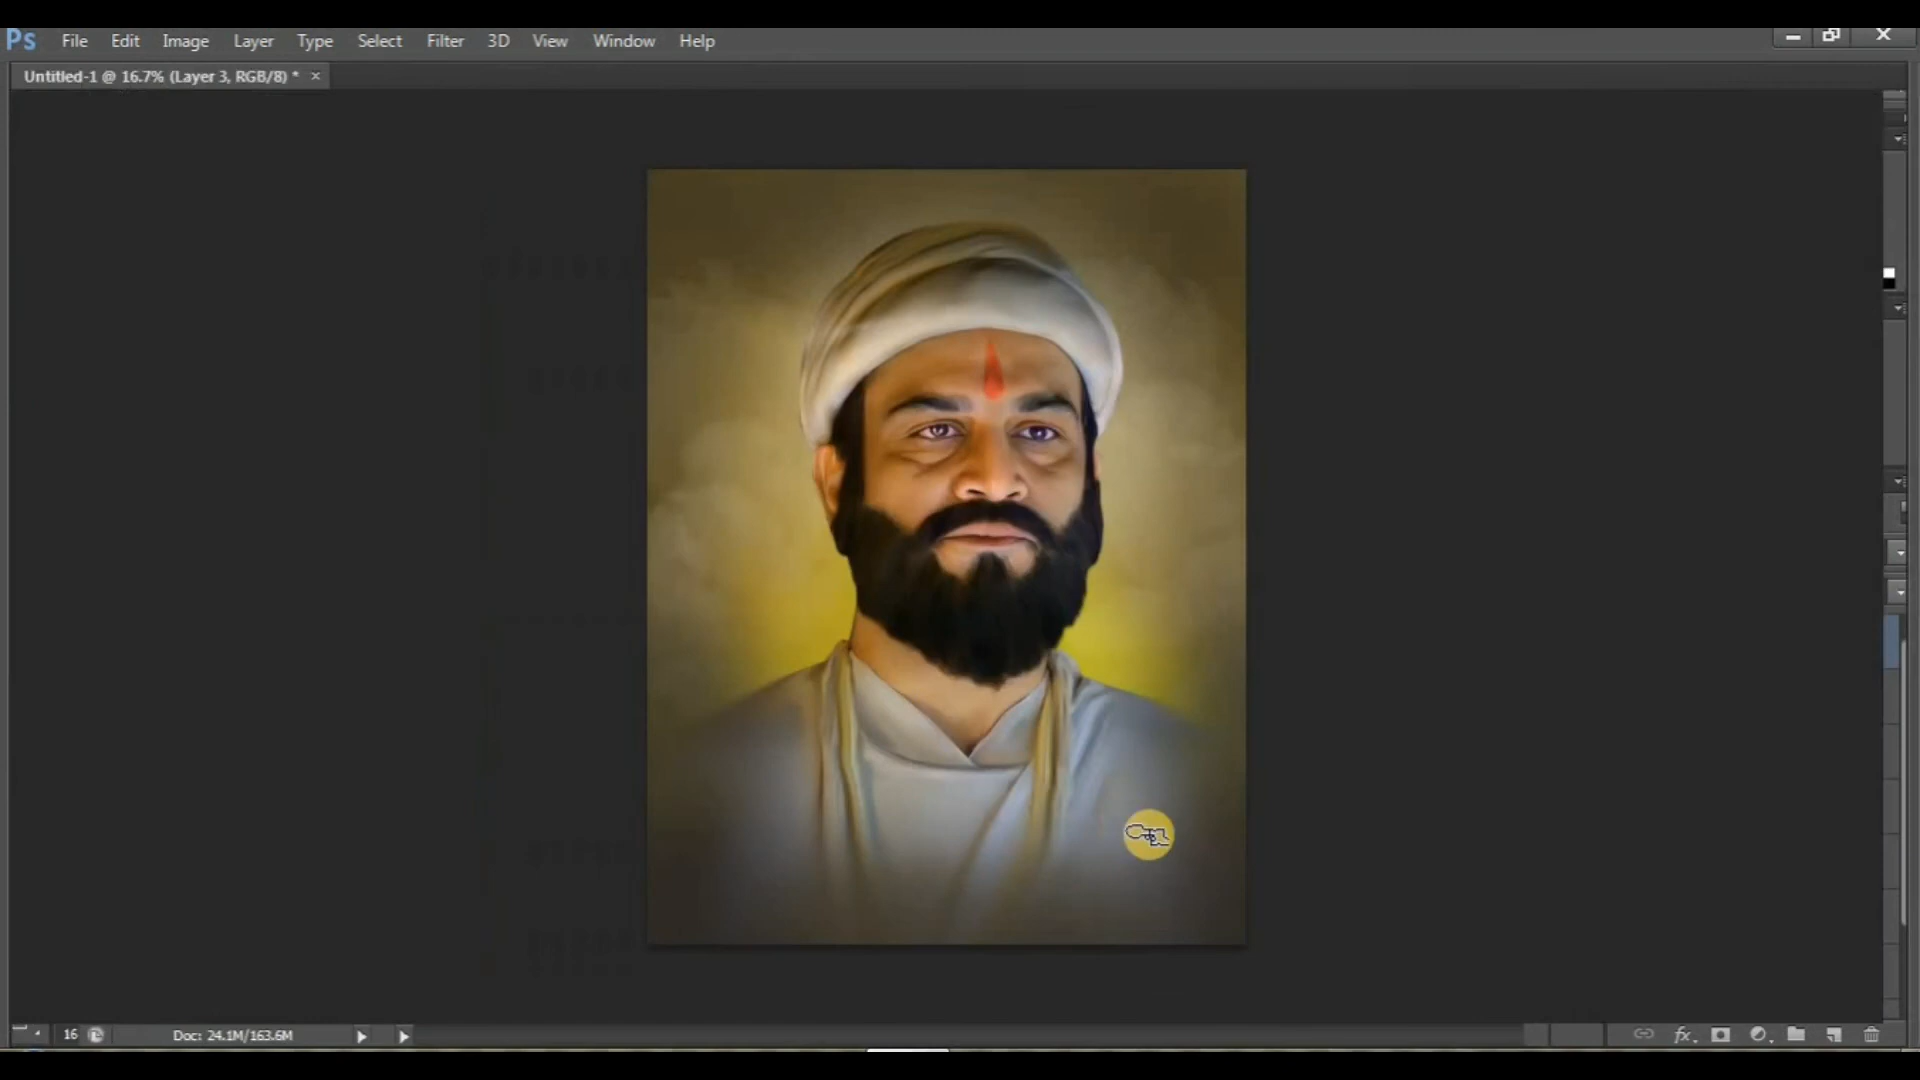 Ps File Edit Image Layer Type Select Filter 3D View Window Help
Untitled-1 @ 16.7% (Layer 3, RGB/8) * ×
16 Doc: 24.1M/163.6M
fx